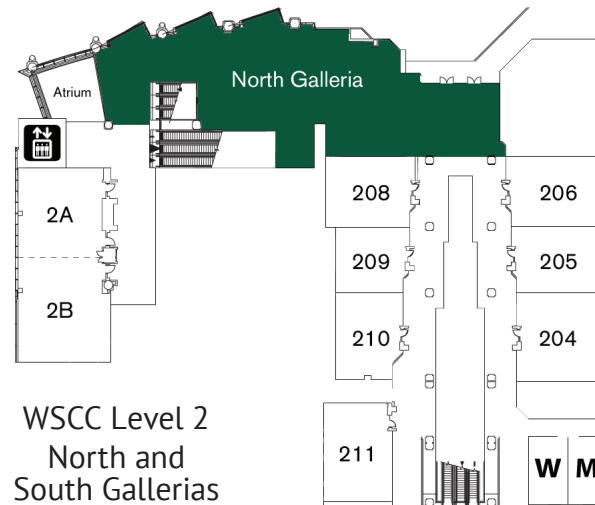 North Galleria
Atrium
208
206
2A
209
205
2B
210
204
WSCC Level 2
North and
South Gallerias
211
W
M